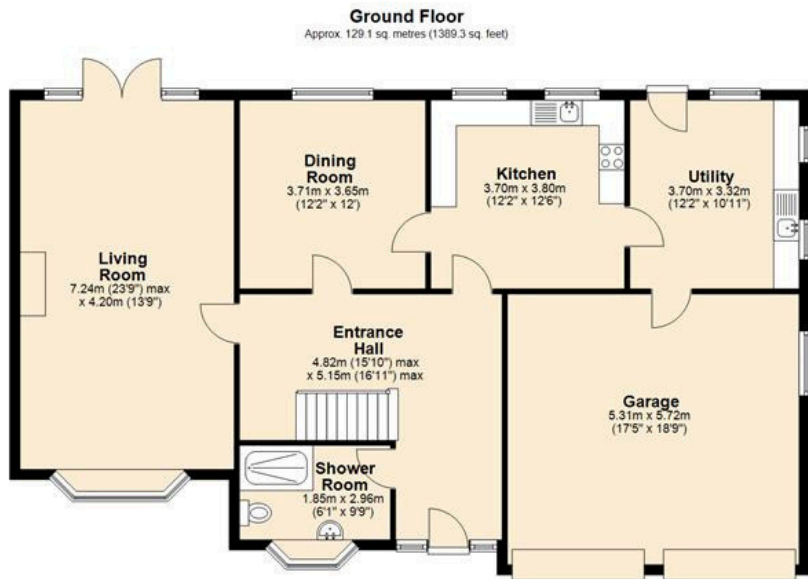 Ground Floor
Approx. 129.1 sq. metres (1389.3 sq. feet)
Dining
Room
3.71m x 3.65m
(12'2" x 12')
Kitchen
3.70m x 3.80m
(12'2" x 12'6")
Utility
3.70m x 3.32m
(12'2" x 10'11")
Living
Room
7.24m (23'9") max
x 4.20m (13'9")
Entrance
Hall
4.82m (15'10") max
x 5.15m (16'11") max
Garage
5.31m x 5.72m
(17'5" x 18'9")
Shower
Room
1.85m x 2.96m
(6'1" x 9'9")